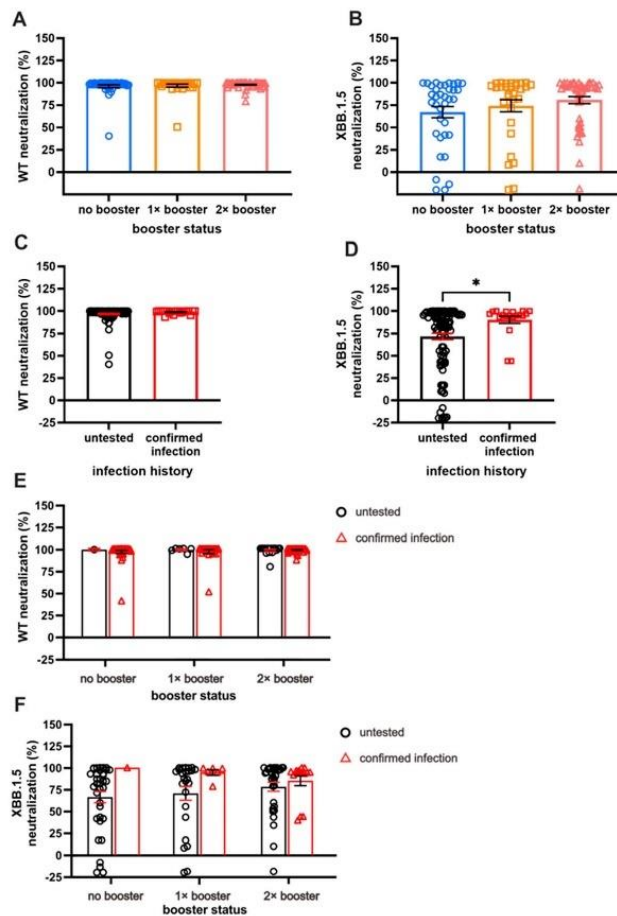 A
WT neutralization (%)
150
125
100
75
50
25
0
-25
no booster 1× booster 2× booster
booster status
B
XBB.1.5
neutralization (%)
150
125
100
75
50
25
0
-25
no booster 1× booster 2× booster
booster status
C
WT neutralization (%)
150
125
100
75
50
25
0
-25
untested confirmed
infection
infection history
D
XBB.1.5
neutralization (%)
150
125
100
75
50
25
0
-25
*
untested confirmed
infection
infection history
E
WT neutralization (%)
150
125
100
75
50
25
0
-25
no booster 1× booster 2× booster
booster status
untested
confirmed infection
F
XBB.1.5
neutralization (%)
150
125
100
75
50
25
0
-25
no booster 1× booster 2× booster
booster status
untested
confirmed infection